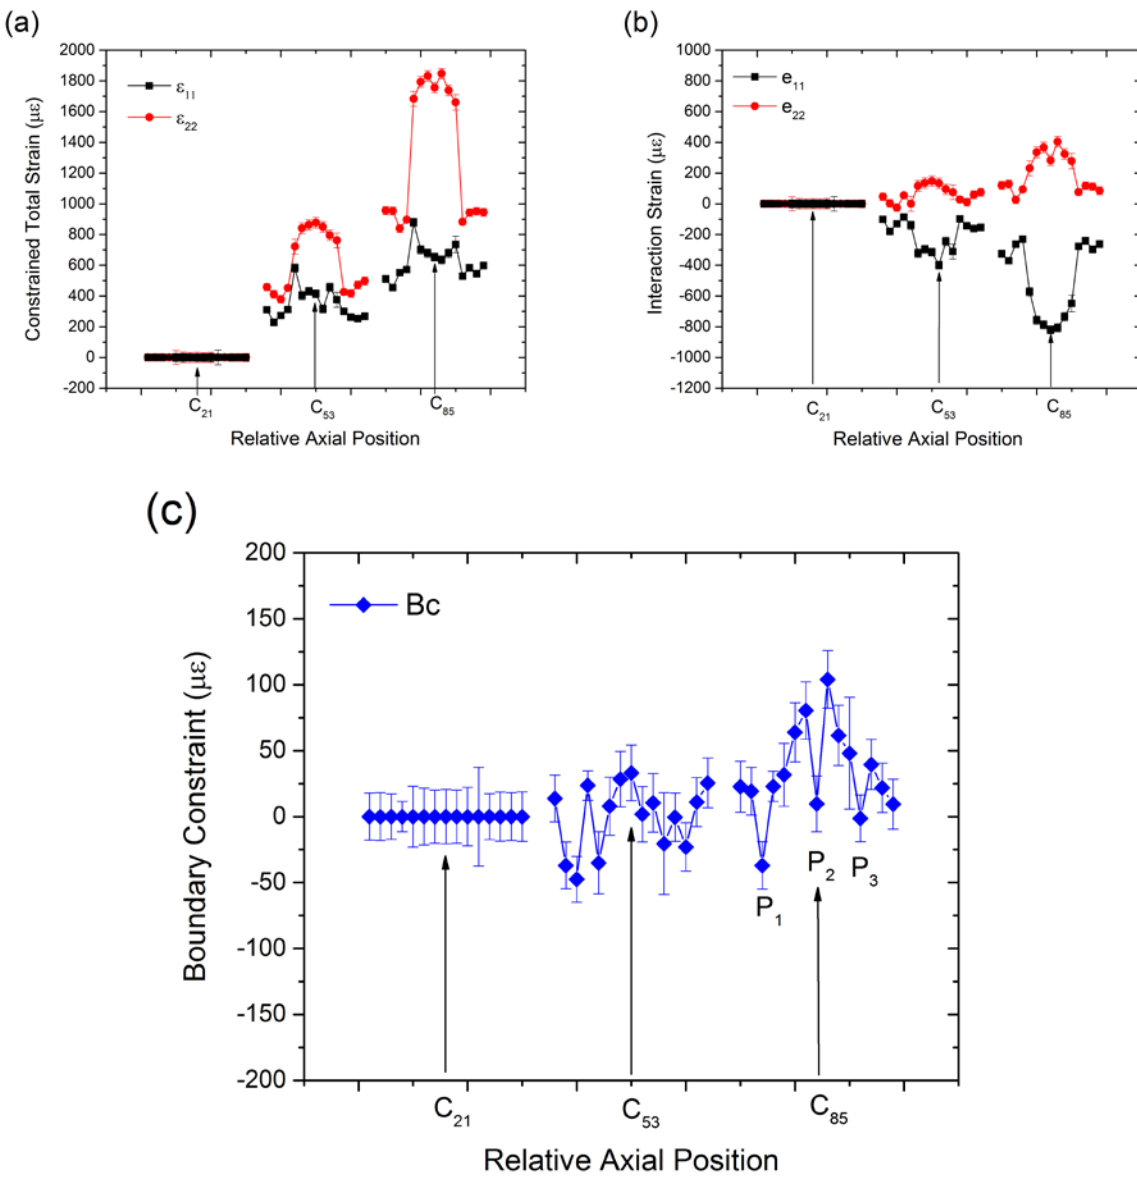 (a)
Constrained Total Strain (με)
2000
1800
1600
1400
1200
1000
800
600
400
200
0
-200
ε11
ε22
C21
C53
C85
Relative Axial Position
(b)
Interaction Strain (με)
1000
800
600
400
200
0
-200
-400
-600
-800
-1000
-1200
e11
e22
C21
C53
C85
Relative Axial Position
(c)
Boundary Constraint (με)
200
150
100
50
0
-50
-100
-150
-200
Bc
P1
P2
P3
C21
C53
C85
Relative Axial Position